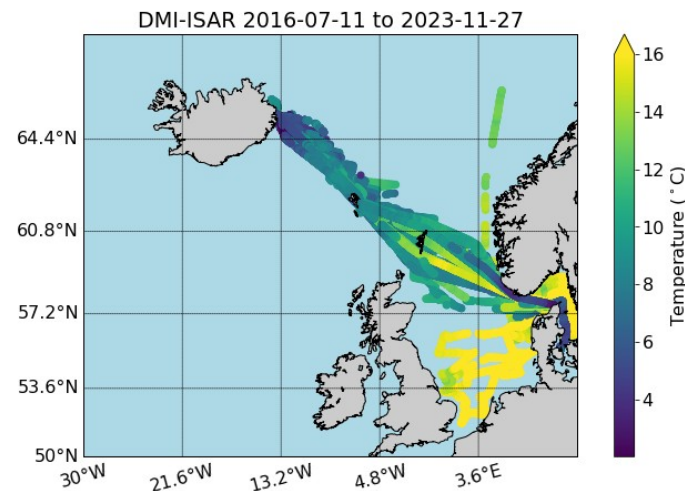 DMI-ISAR 2016-07-11 to 2023-11-27
64.4°N
60.8°N
57.2°N
53.6°N
50°N
30°W
21.6°W
13.2°W
4.8°W
3.6°E
16
14
12
10
8
6
4
Temperature (°C)